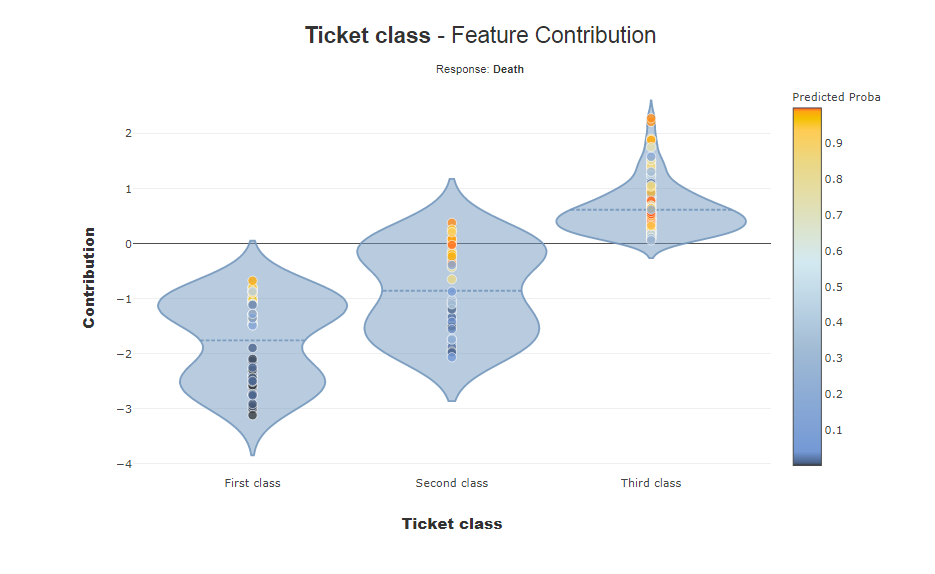 Ticket class - Feature Contribution
Response: Death
Predicted Proba
2
1
0
−1
−2
−3
−4
Contribution
0.9
0.8
0.7
0.6
0.5
0.4
0.3
0.2
0.1
First class
Second class
Third class
Ticket class